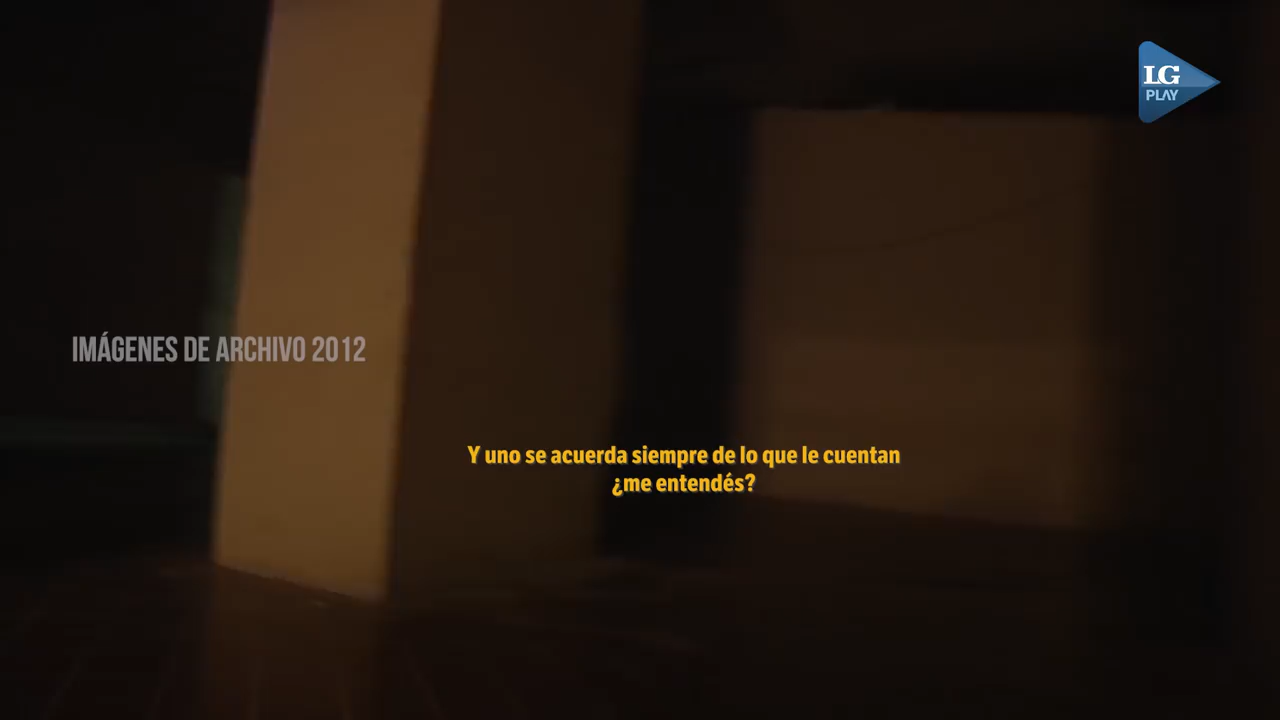 LG
PLAY
IMÁGENES DE ARCHIVO 2012
Y uno se acuerda siempre de lo que le cuentan
¿me entendés?